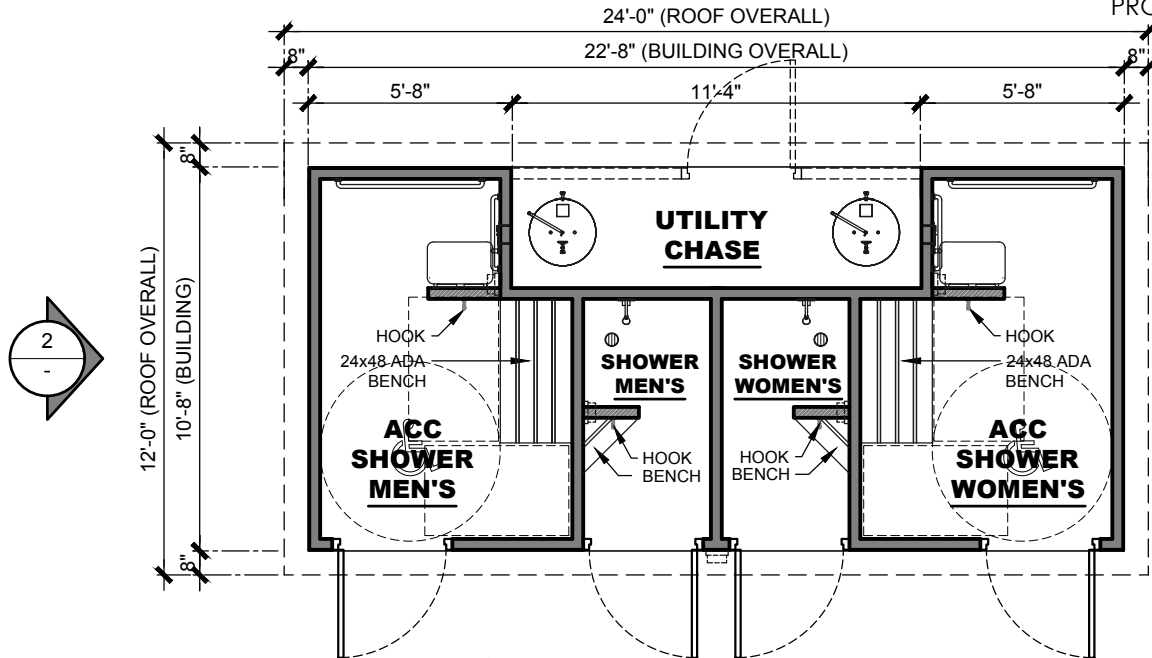 PRO
24'-0" (ROOF OVERALL)
8"
22'-8" (BUILDING OVERALL)
8"
5'-8"
11'-4"
5'-8"
8"
12'-0" (ROOF OVERALL)
10'-8" (BUILDING)
8"
UTILITY
CHASE
2
-
HOOK
24x48 ADA
BENCH
SHOWER
MEN'S
SHOWER
WOMEN'S
HOOK
24x48 ADA
BENCH
ACC
SHOWER
MEN'S
HOOK
BENCH
HOOK
BENCH
ACC
SHOWER
WOMEN'S